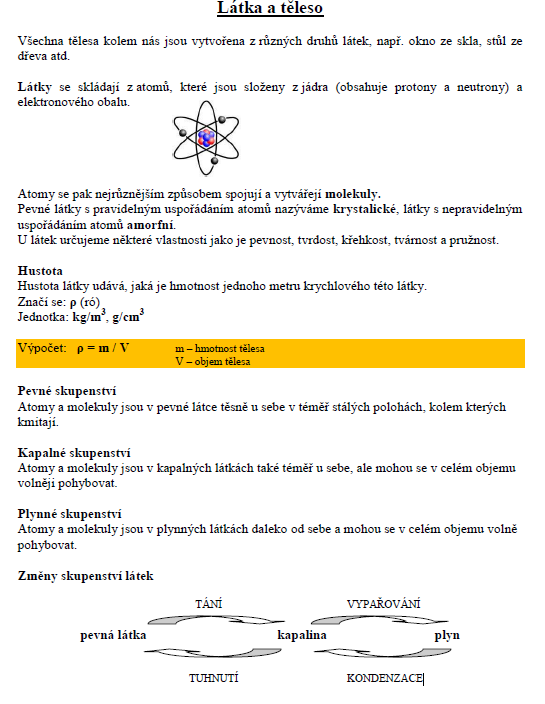 Látka a těleso
Všechna tělesa kolem nás jsou vytvořena z různých druhů látek, např. okno ze skla, stůl ze
dřeva atd.
Látky se skládají z atomů, které jsou složeny z jádra (obsahuje protony a neutrony) a
elektronového obalu.
Atomy se pak nejrůznějším způsobem spojují a vytvářejí molekuly.
Pevné látky s pravidelným uspořádáním atomů nazýváme krystalické, látky s nepravidelným
uspořádáním atomů amorfní.
U látek určujeme některé vlastnosti jako je pevnost, tvrdost, křehkost, tvárnost a pružnost.
Hustota
Hustota látky udává, jaká je hmotnost jednoho metru krychlového této látky.
Značí se: ρ (ró)
Jednotka: kg/m³, g/cm³
Výpočet: ρ = m / V m – hmotnost tělesa
V – objem tělesa
Pevné skupenství
Atomy a molekuly jsou v pevné látce těsně u sebe v téměř stálých polohách, kolem kterých
kmitají.
Kapalné skupenství
Atomy a molekuly jsou v kapalných látkách také téměř u sebe, ale mohou se v celém objemu
volněji pohybovat.
Plynné skupenství
Atomy a molekuly jsou v plynných látkách daleko od sebe a mohou se v celém objemu volně
pohybovat.
Změny skupenství látek
TÁNÍ VYPAŘOVÁNÍ
pevná látka kapalina plyn
TUHNUTÍ KONDENZACE